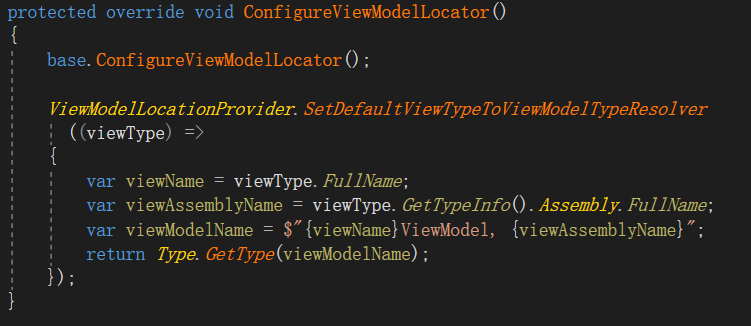 protected override void ConfigureViewModelLocator()
{
    base.ConfigureViewModelLocator();

    ViewModelLocationProvider.SetDefaultViewTypeToViewModelTypeResolver
      ((viewType) =>
    {
        var viewName = viewType.FullName;
        var viewAssemblyName = viewType.GetTypeInfo().Assembly.FullName;
        var viewModelName = $"{viewName}ViewModel, {viewAssemblyName}";
        return Type.GetType(viewModelName);
    });
}